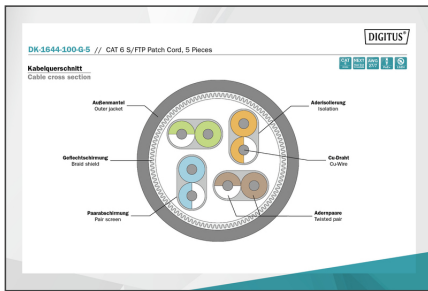 DIGITUS®
DK-1644-100-G-5 // CAT 6 S/FTP Patch Cord, 5 Pieces
Kabelquerschnitt
Cable cross section
Außenmantel
Outer jacket
Aderisolierung
Isolation
Geflechtschirmung
Braid shield
Cu-Draht
Cu-Wire
Paarabschirmung
Pair screen
Adernpaare
Twisted pair